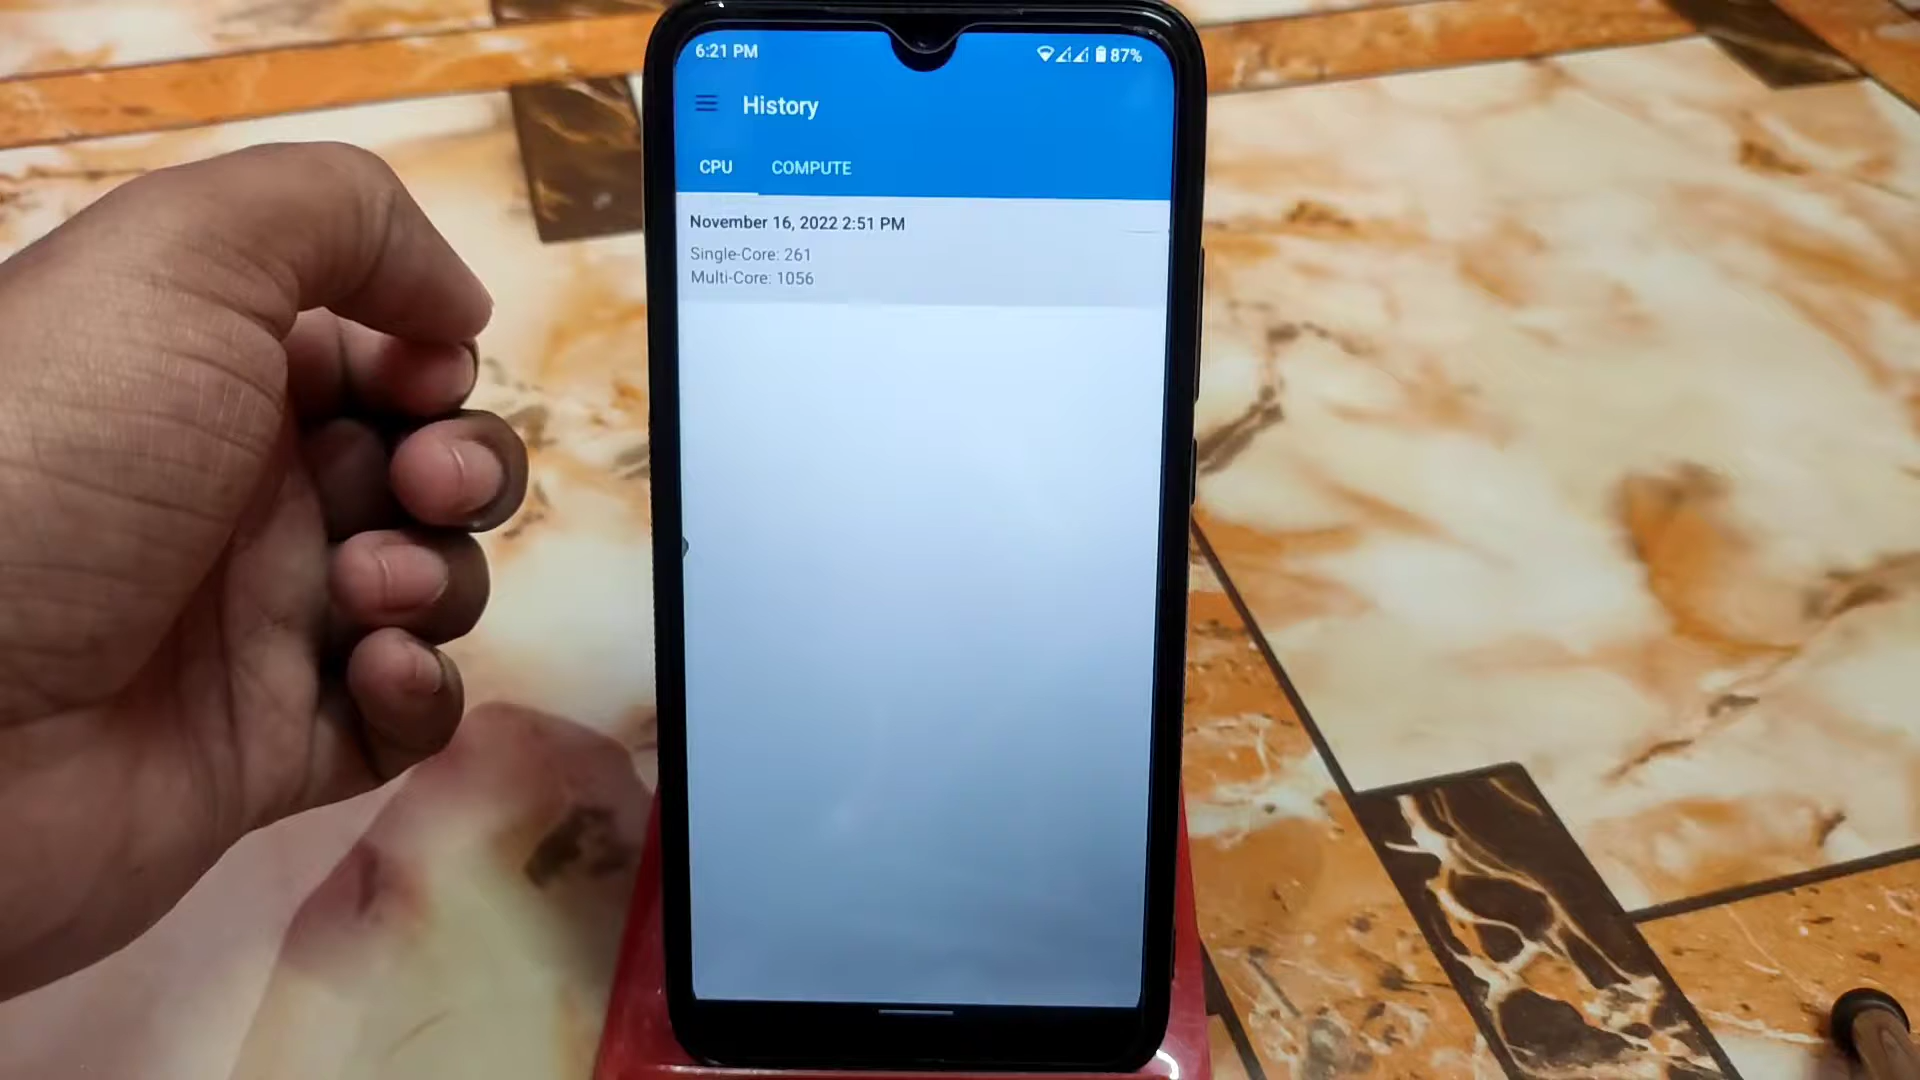 6:21 PM 87%
History
CPU COMPUTE
November 16, 2022 2:51 PM
Single-Core: 261
Multi-Core: 1056